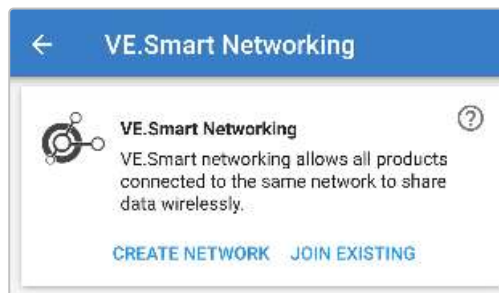 VE.Smart Networking
VE.Smart Networking
VE.Smart networking allows all products
connected to the same network to share
data wirelessly.
CREATE NETWORK JOIN EXISTING